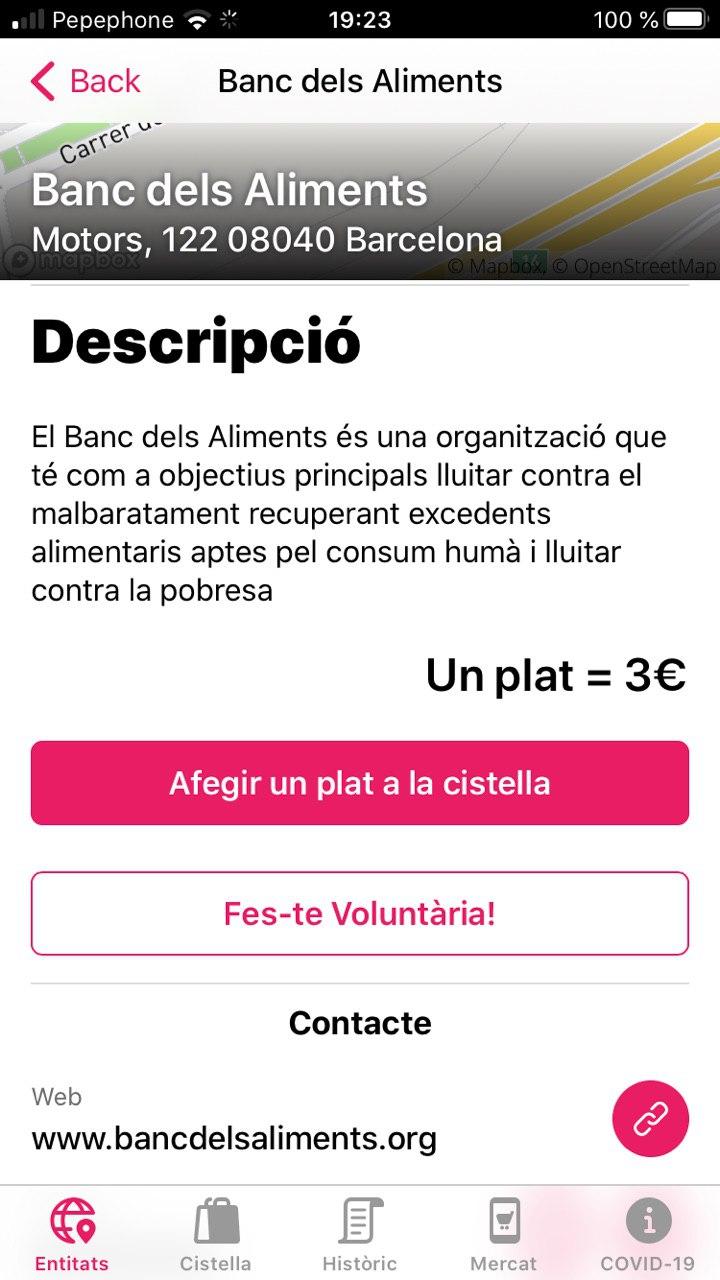 Pepephone 19:23 100 %
Back Banc dels Aliments
Carrer
Banc dels Aliments
Motors, 122 08040 Barcelona
mapbox © Mapbox, © OpenStreetMap
Descripció
El Banc dels Aliments és una organització que
té com a objectius principals lluitar contra el
malbaratament recuperant excedents
alimentaris aptes pel consum humà i lluitar
contra la pobresa
Un plat = 3€
Afegir un plat a la cistella
Fes-te Voluntària!
Contacte
Web
www.bancdelsaliments.org
Entitats Cistella Històric Mercat COVID-19